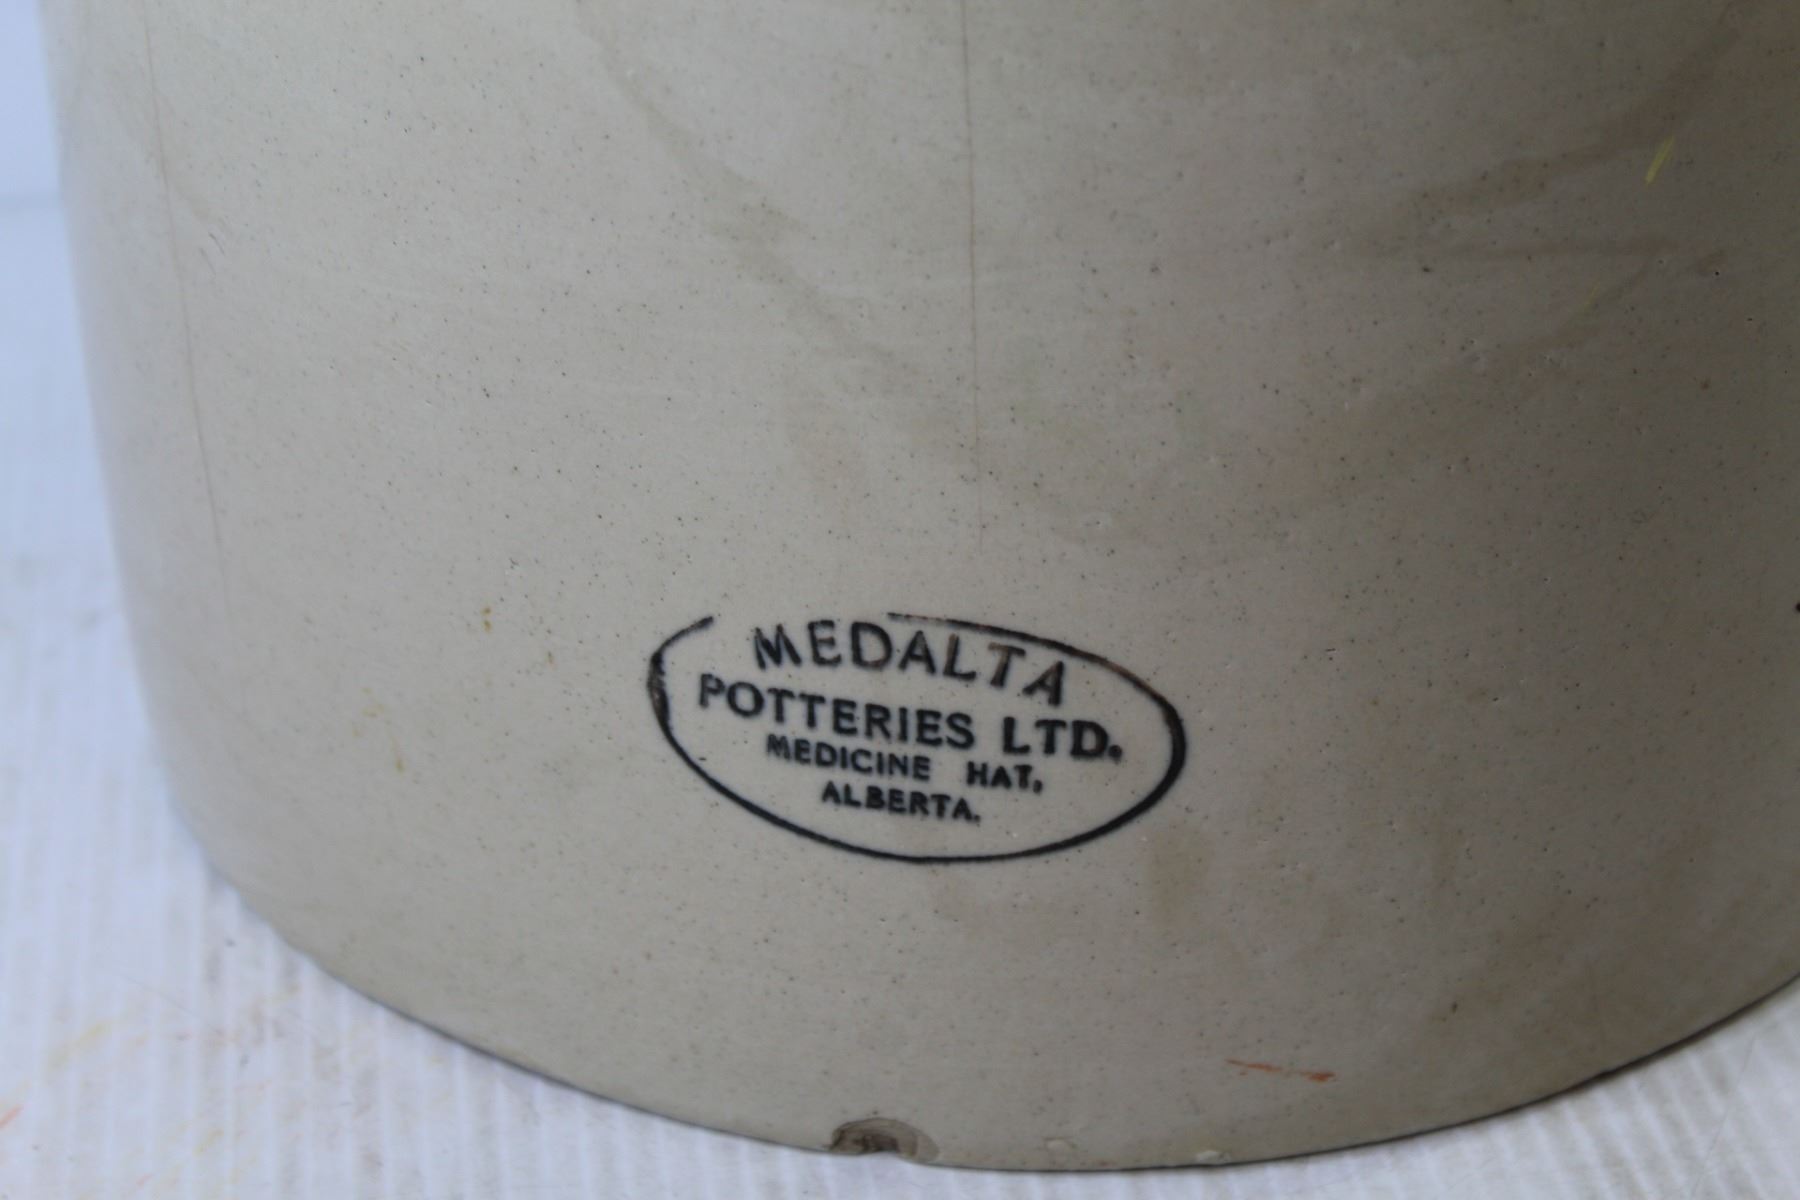 MEDALTA
POTTERIES LTD.
MEDICINE HAT,
ALBERTA.